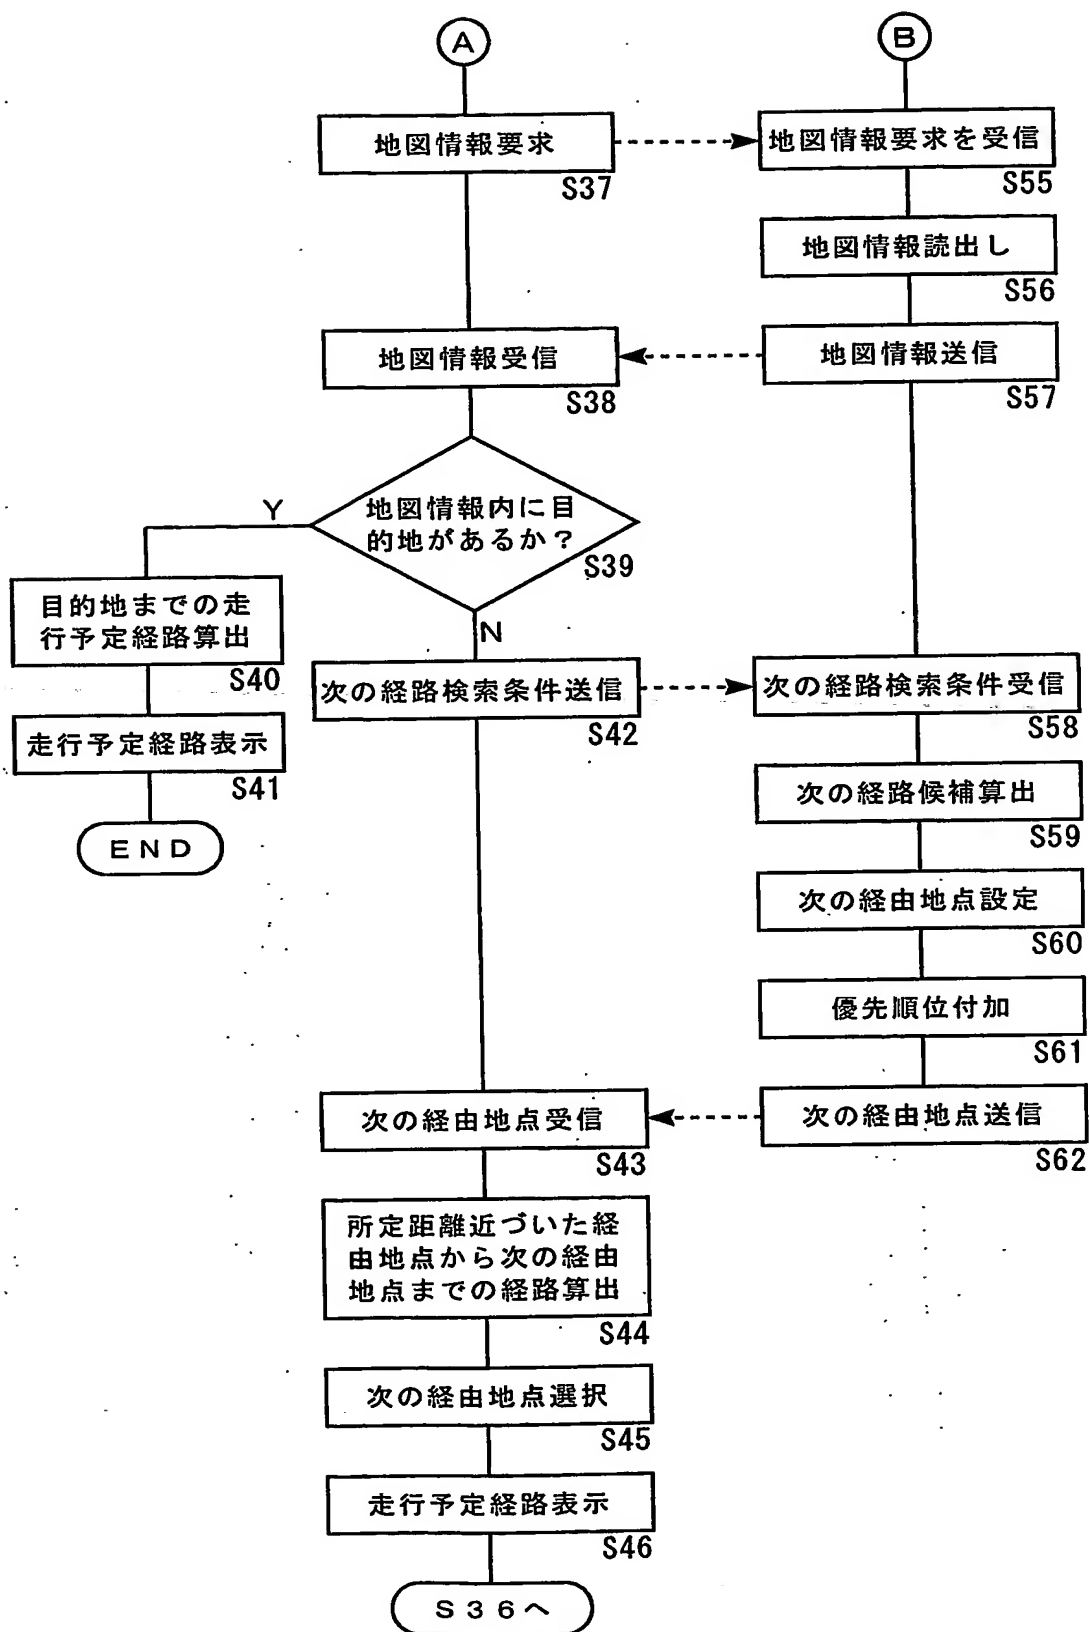 A
B
地図情報要求
S37
地図情報要求を受信
S55
地図情報読出し
S56
地図情報受信
S38
地図情報送信
S57
Y
地図情報内に目
的地があるか?
S39
N
目的地までの走
行予定経路算出
S40
走行予定経路表示
S41
END
次の経路検索条件送信
S42
次の経路検索条件受信
S58
次の経路候補算出
S59
次の経由地点設定
S60
優先順位付加
S61
次の経由地点受信
S43
次の経由地点送信
S62
所定距離近づいた経
由地点から次の経由
地点までの経路算出
S44
次の経由地点選択
S45
走行予定経路表示
S46
S36へ